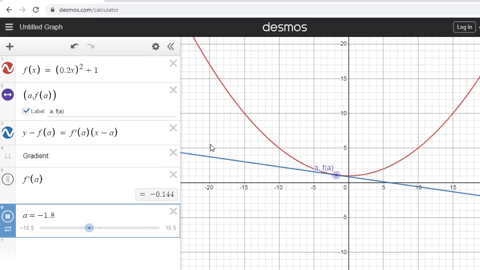 desmos.com/calculator
Untitled Graph
desmos
Log In
f(x) = (0.2x)² + 1
(a, f(a))
Label: a, f(a)
y − f(a) = f′(a)(x − a)
Gradient
f′(a)
= −0.144
a = −1.8
15.5
a, f(a)
20
15
10
5
-5
-10
-20
-15
-10
-5
0
5
10
15